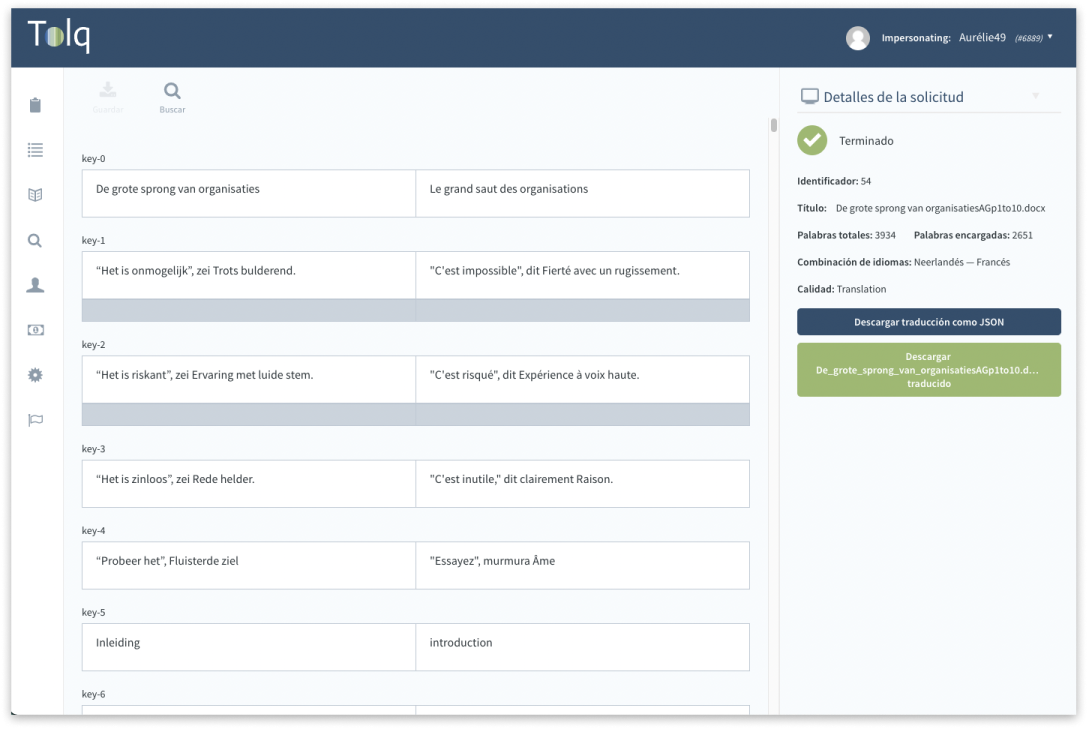 Tolq
Impersonating: Aurélie49 (#6889)
Guardar
Buscar
Detalles de la solicitud
Terminado
Identificador: 54
Título: De grote sprong van organisatiesAGp1to10.docx
Palabras totales: 3934 Palabras encargadas: 2651
Combinación de idiomas: Neerlandés — Francés
Calidad: Translation
Descargar traducción como JSON
Descargar
De_grote_sprong_van_organisatiesAGp1to10.d...
traducido
key-0
De grote sprong van organisaties
Le grand saut des organisations
key-1
“Het is onmogelijk”, zei Trots bulderend.
"C'est impossible", dit Fierté avec un rugissement.
key-2
“Het is riskant”, zei Ervaring met luide stem.
"C'est risqué", dit Expérience à voix haute.
key-3
“Het is zinloos”, zei Rede helder.
"C'est inutile," dit clairement Raison.
key-4
“Probeer het”, Fluisterde ziel
"Essayez", murmura Âme
key-5
Inleiding
introduction
key-6